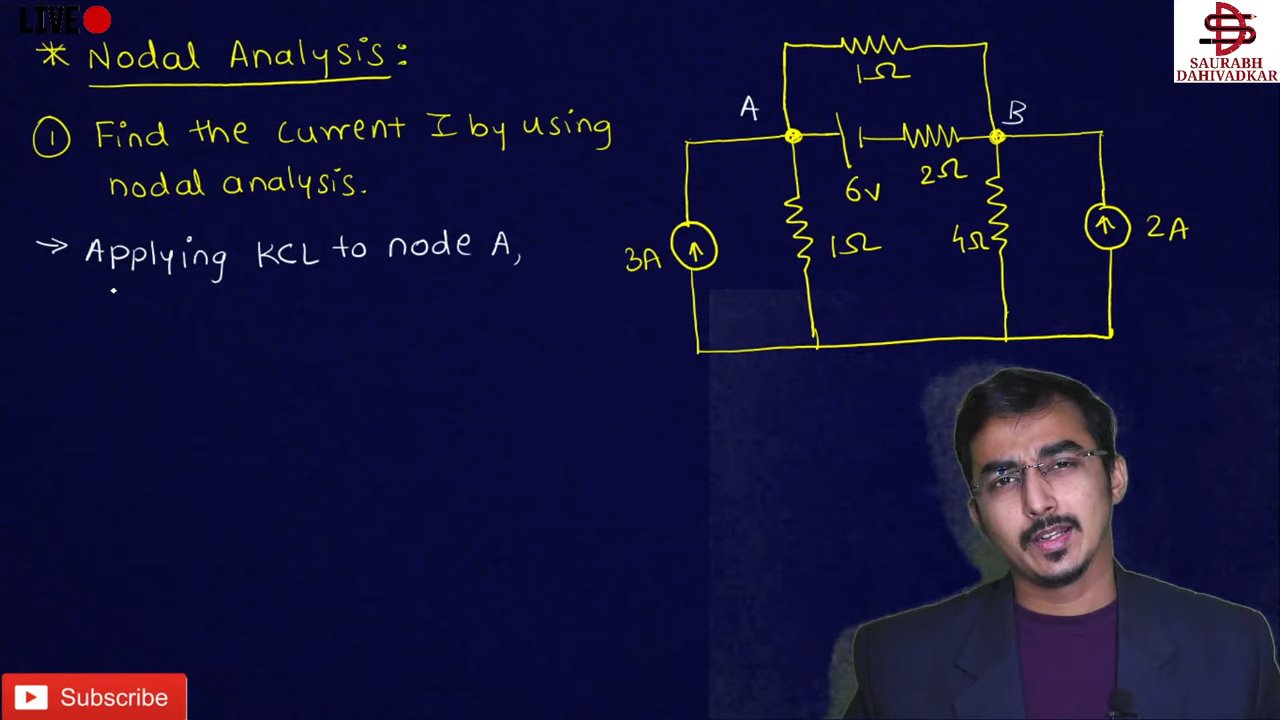 LIVE
* Nodal Analysis:
① Find the current I by using
nodal analysis.
→ Applying KCL to node A,
1Ω
A
B
6v
2Ω
3A
1Ω
4Ω
2A
SAURABH
DAHIVADKAR
Subscribe